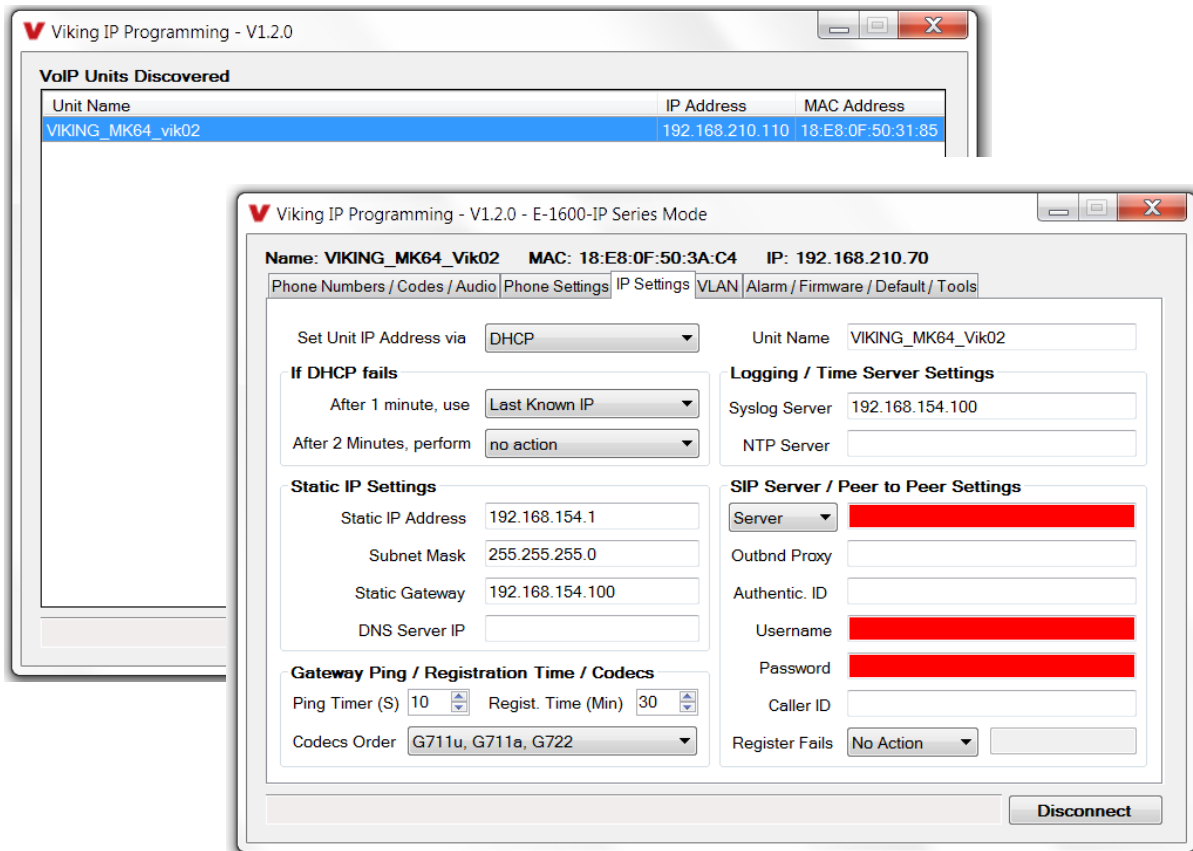 Viking IP Programming - V1.2.0
VoIP Units Discovered
Unit Name IP Address MAC Address
VIKING_MK64_vik02 192.168.210.110 18:E8:0F:50:31:85
Viking IP Programming - V1.2.0 - E-1600-IP Series Mode
Name: VIKING_MK64_Vik02 MAC: 18:E8:0F:50:3A:C4 IP: 192.168.210.70
Phone Numbers / Codes / Audio Phone Settings IP Settings VLAN Alarm / Firmware / Default / Tools
Set Unit IP Address via DHCP
If DHCP fails
After 1 minute, use Last Known IP
After 2 Minutes, perform no action
Static IP Settings
Static IP Address 192.168.154.1
Subnet Mask 255.255.255.0
Static Gateway 192.168.154.100
DNS Server IP
Gateway Ping / Registration Time / Codecs
Ping Timer (S) 10 Regist. Time (Min) 30
Codecs Order G711u, G711a, G722
Unit Name VIKING_MK64_Vik02
Logging / Time Server Settings
Syslog Server 192.168.154.100
NTP Server
SIP Server / Peer to Peer Settings
Server
Outbnd Proxy
Authentic. ID
Username
Password
Caller ID
Register Fails No Action
Disconnect